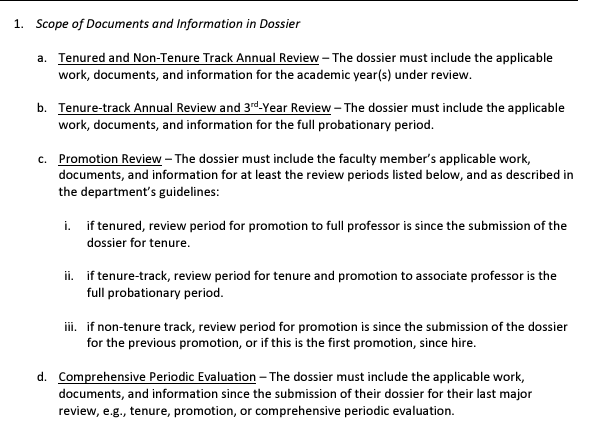 1. Scope of Documents and Information in Dossier
a. Tenured and Non-Tenure Track Annual Review – The dossier must include the applicable
work, documents, and information for the academic year(s) under review.
b. Tenure-track Annual Review and 3rd-Year Review – The dossier must include the applicable
work, documents, and information for the full probationary period.
c. Promotion Review – The dossier must include the faculty member’s applicable work,
documents, and information for at least the review periods listed below, and as described in
the department’s guidelines:
i. if tenured, review period for promotion to full professor is since the submission of the
dossier for tenure.
ii. if tenure-track, review period for tenure and promotion to associate professor is the
full probationary period.
iii. if non-tenure track, review period for promotion is since the submission of the dossier
for the previous promotion, or if this is the first promotion, since hire.
d. Comprehensive Periodic Evaluation – The dossier must include the applicable work,
documents, and information since the submission of their dossier for their last major
review, e.g., tenure, promotion, or comprehensive periodic evaluation.